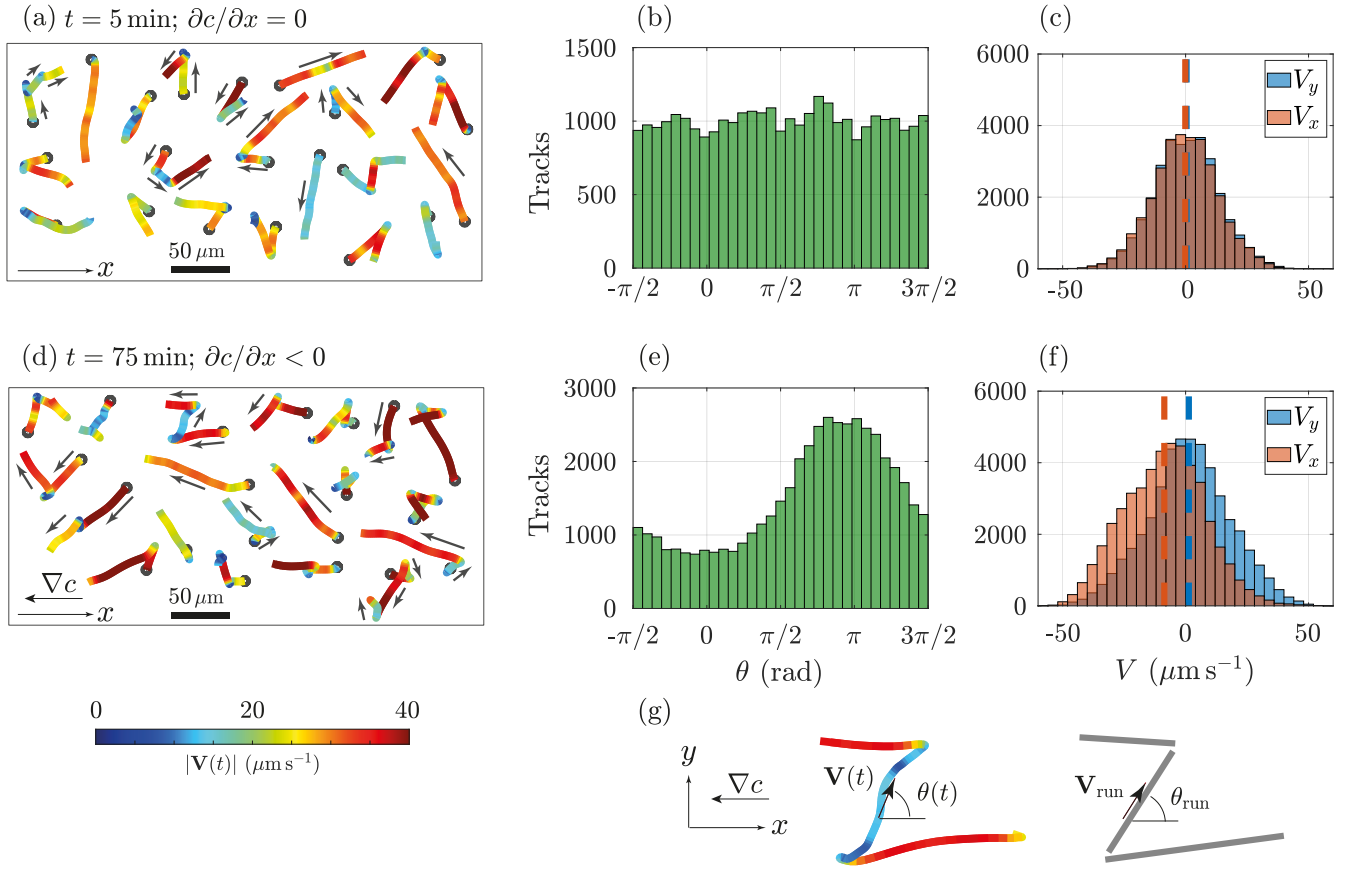 (a) t = 5 min; ∂c/∂x = 0
50 μm
x
(b)
1500
1000
500
0
Tracks
-π/2 0 π/2 π 3π/2
(c)
6000
4000
2000
0
V_y
V_x
-50 0 50
(d) t = 75 min; ∂c/∂x < 0
∇c
x
50 μm
(e)
3000
2000
1000
0
Tracks
-π/2 0 π/2 π 3π/2
θ (rad)
(f)
6000
4000
2000
0
V_y
V_x
-50 0 50
V (μm s⁻¹)
0 20 40
|V(t)| (μm s⁻¹)
(g)
y
∇c
x
V(t)
θ(t)
V_run
θ_run